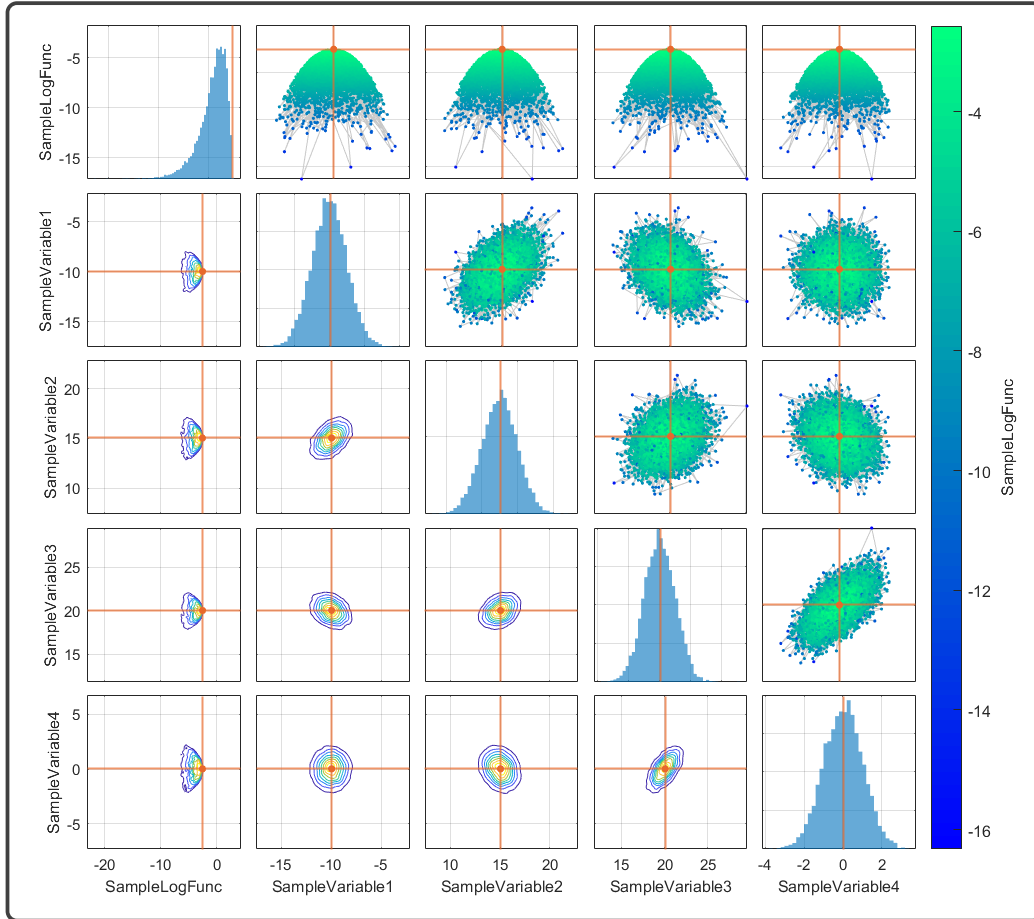 SampleLogFunc
-5
-10
-15
SampleVariable1
-5
-10
-15
SampleVariable2
20
15
10
SampleVariable3
25
20
15
SampleVariable4
5
0
-5
-20 -10 0
-15 -10 -5
10 15 20
15 20 25
-4 -2 0 2
SampleLogFunc SampleVariable1 SampleVariable2 SampleVariable3 SampleVariable4
-4
-6
-8
-10
-12
-14
-16
SampleLogFunc